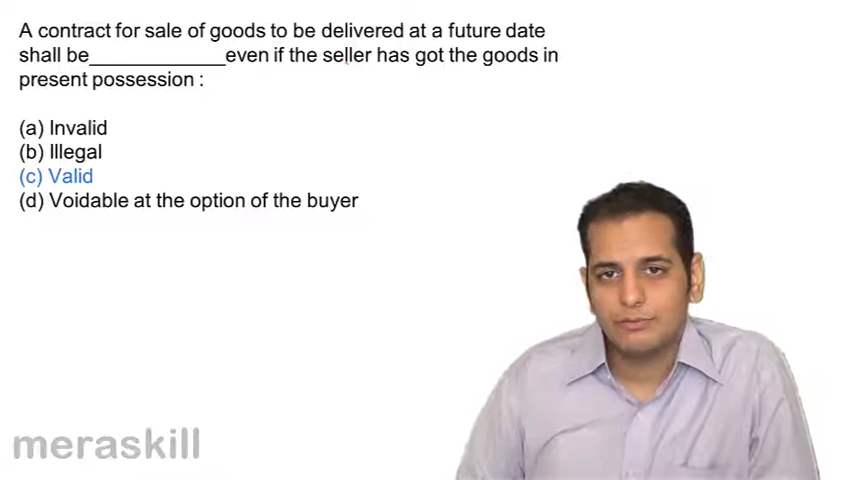 A contract for sale of goods to be delivered at a future date
shall be____________even if the seller has got the goods in
present possession :
(a) Invalid
(b) Illegal
(c) Valid
(d) Voidable at the option of the buyer
meraskill